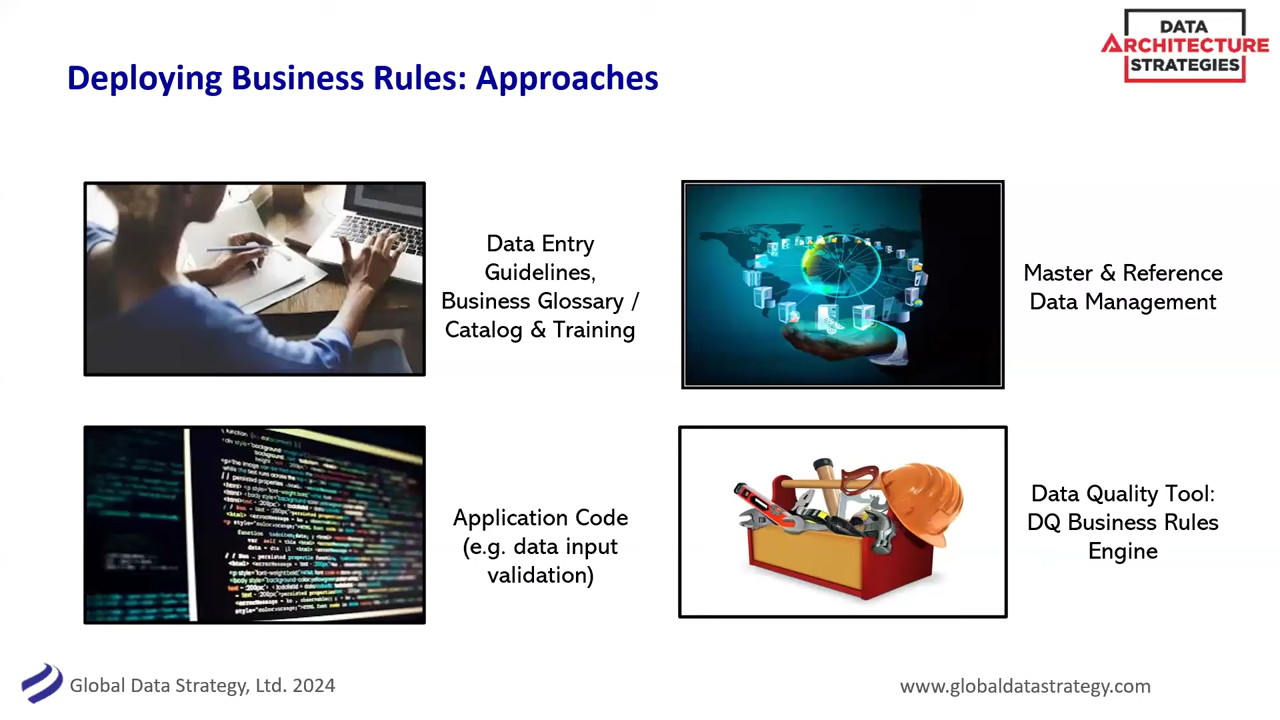 DATA
ARCHITECTURE
STRATEGIES
Deploying Business Rules: Approaches
Data Entry
Guidelines,
Business Glossary /
Catalog & Training
Master & Reference
Data Management
Application Code
(e.g. data input
validation)
Data Quality Tool:
DQ Business Rules
Engine
Global Data Strategy, Ltd. 2024
www.globaldatastrategy.com